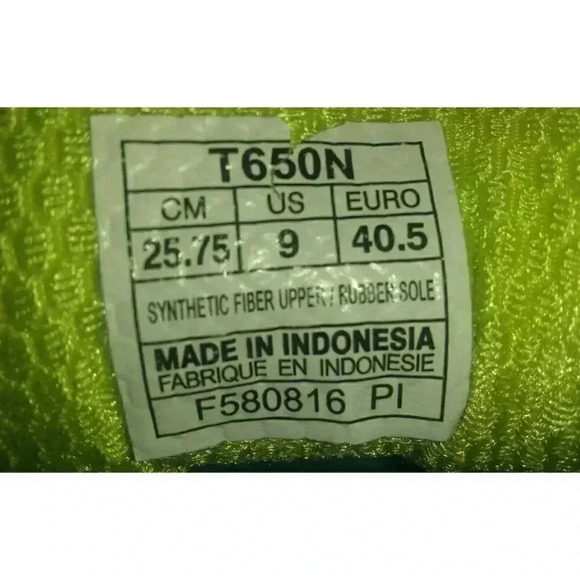 T650N
CM US EURO
25.75 9 40.5
SYNTHETIC FIBER UPPER / RUBBER SOLE
MADE IN INDONESIA
FABRIQUE EN INDONESIE
F580816 PI